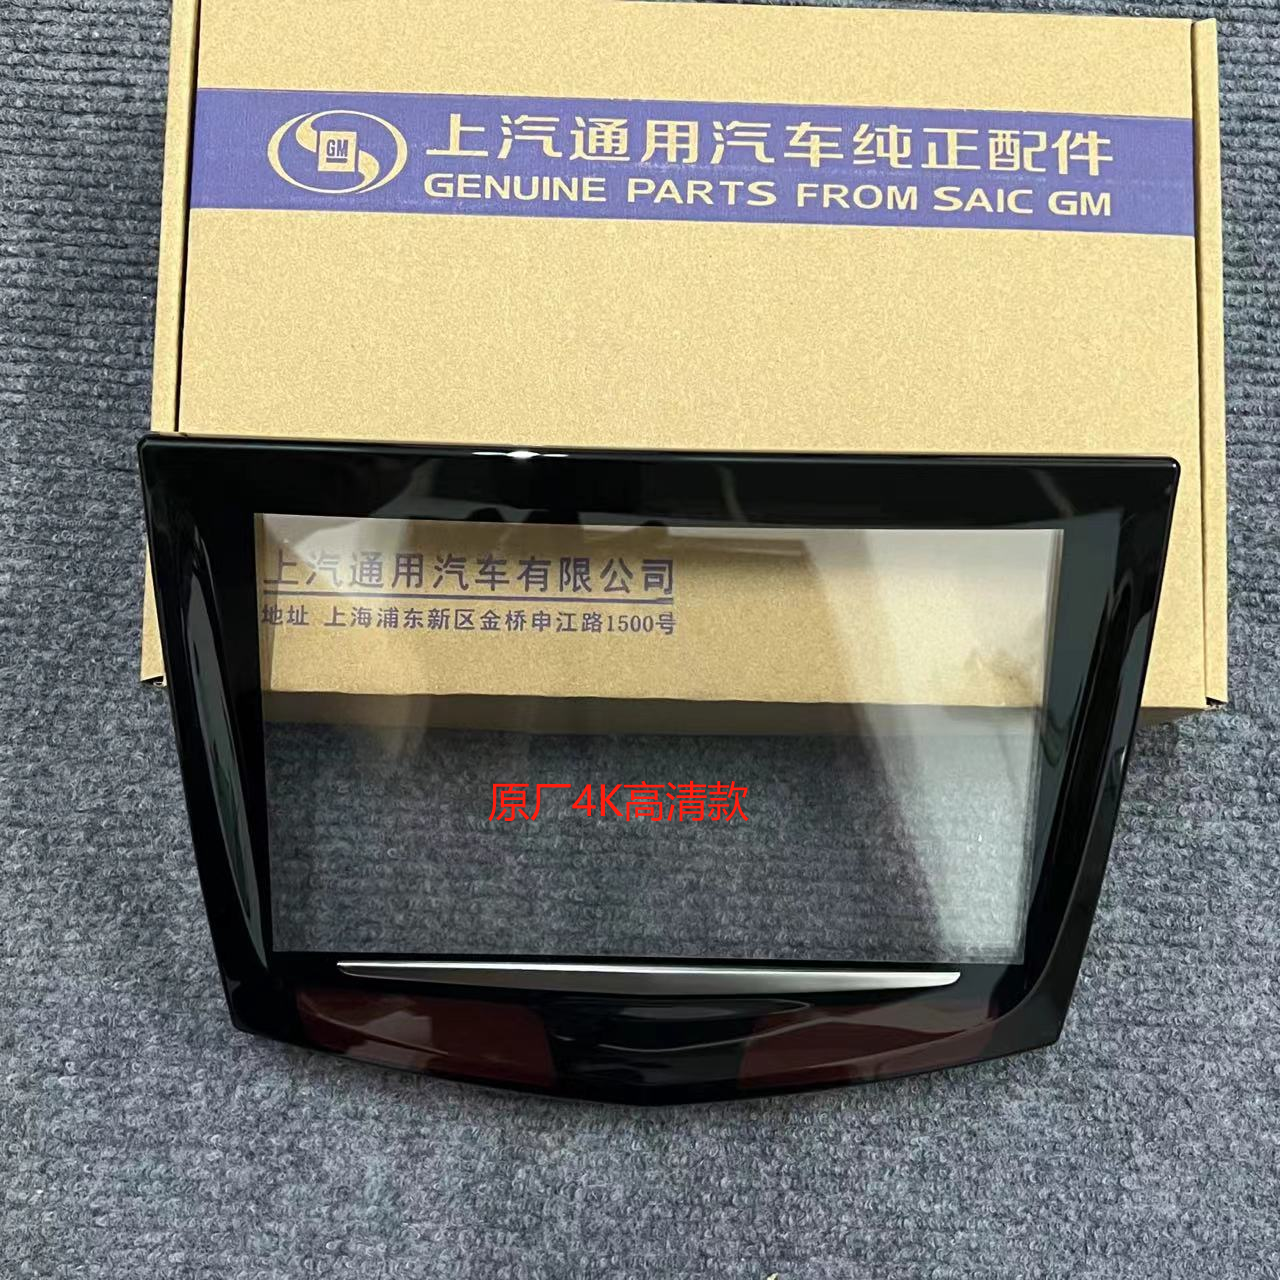 GM
上汽通用汽车纯正配件
GENUINE PARTS FROM SAIC GM
上汽通用汽车有限公司
地址 上海浦东新区金桥申江路1500号
原厂4K高清款